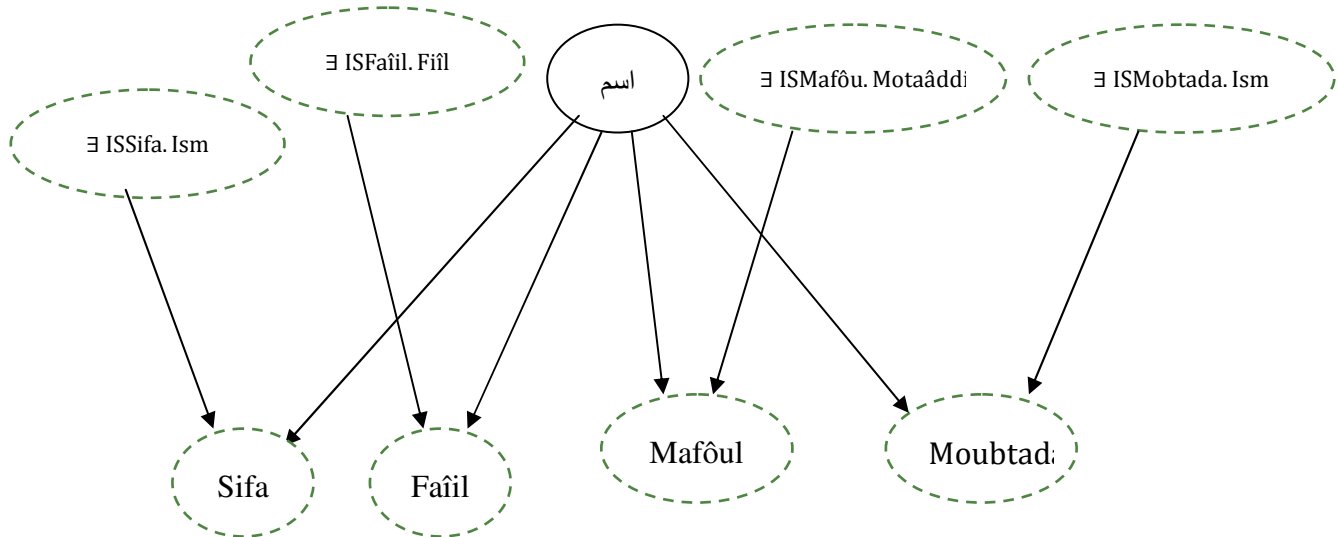 ∃ ISFaîil. Fiîl
اسم
∃ ISMafôu. Motaâddi
∃ ISMobtada. Ism
∃ ISSifa. Ism
Mafôul
Moubtada
Sifa
Faîil